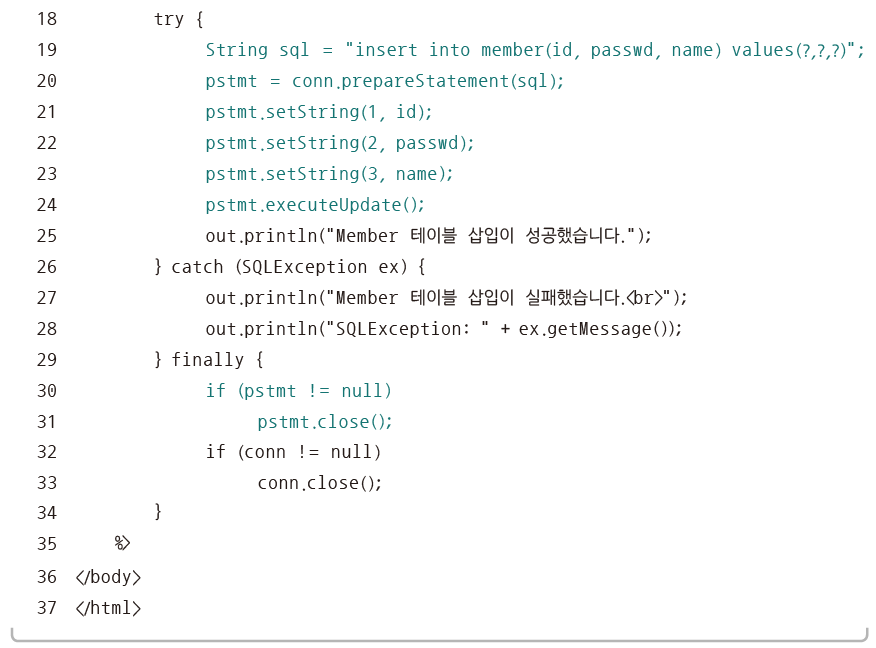 18 try {
19 String sql = "insert into member(id, passwd, name) values(?,?,?)";
20 pstmt = conn.prepareStatement(sql);
21 pstmt.setString(1, id);
22 pstmt.setString(2, passwd);
23 pstmt.setString(3, name);
24 pstmt.executeUpdate();
25 out.println("Member 테이블 삽입이 성공했습니다.");
26 } catch (SQLException ex) {
27 out.println("Member 테이블 삽입이 실패했습니다.<br>");
28 out.println("SQLException: " + ex.getMessage());
29 } finally {
30 if (pstmt != null)
31 pstmt.close();
32 if (conn != null)
33 conn.close();
34 }
35 %>
36 </body>
37 </html>